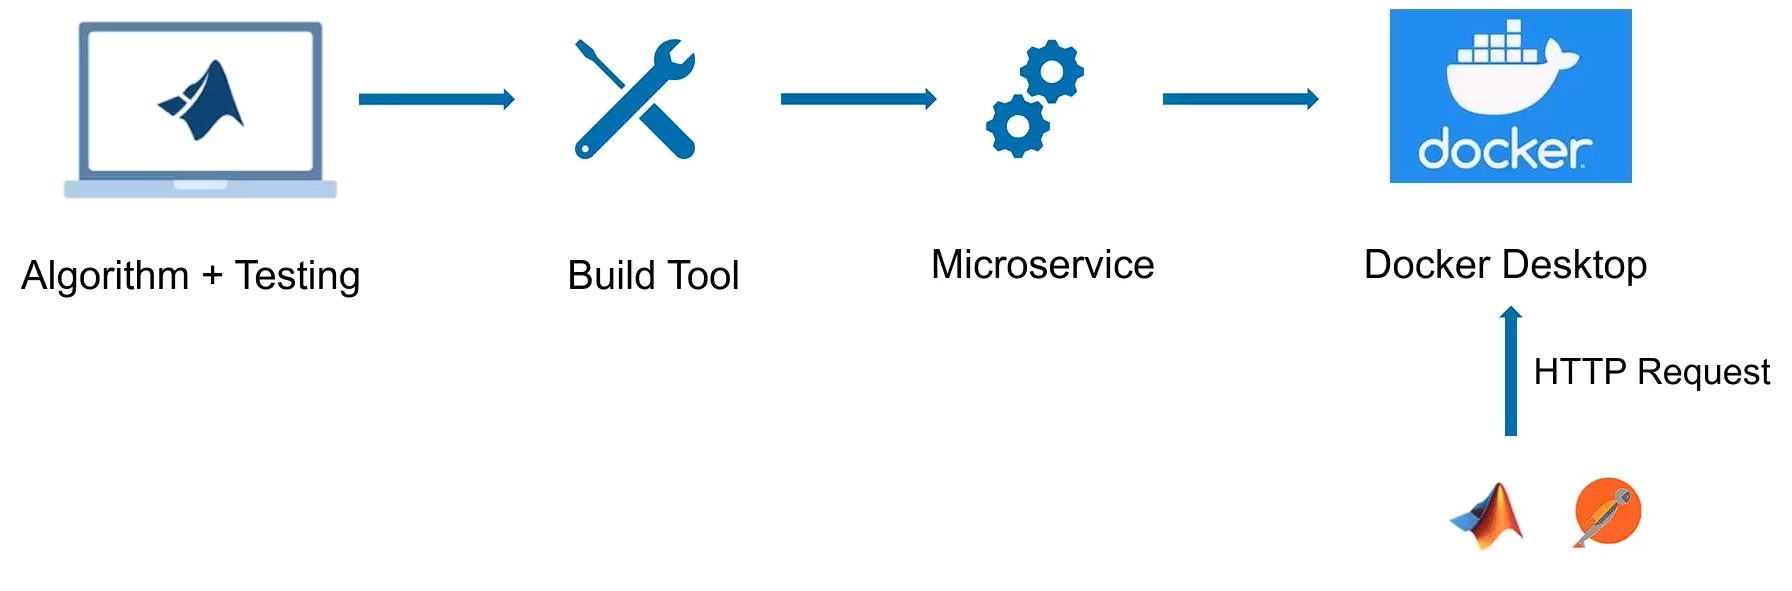 docker
Algorithm + Testing
Build Tool
Microservice
Docker Desktop
HTTP Request